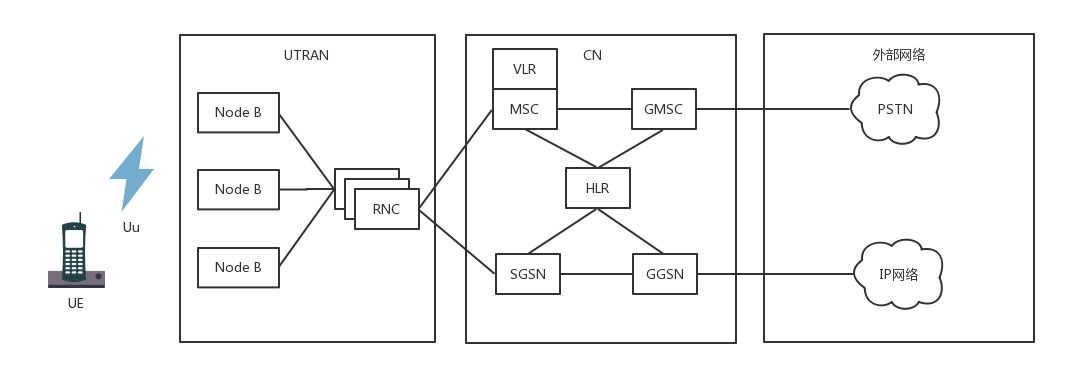 UTRAN
CN
外部网络
VLR
Node B
MSC
GMSC
PSTN
Node B
HLR
RNC
Uu
Node B
SGSN
GGSN
IP网络
UE